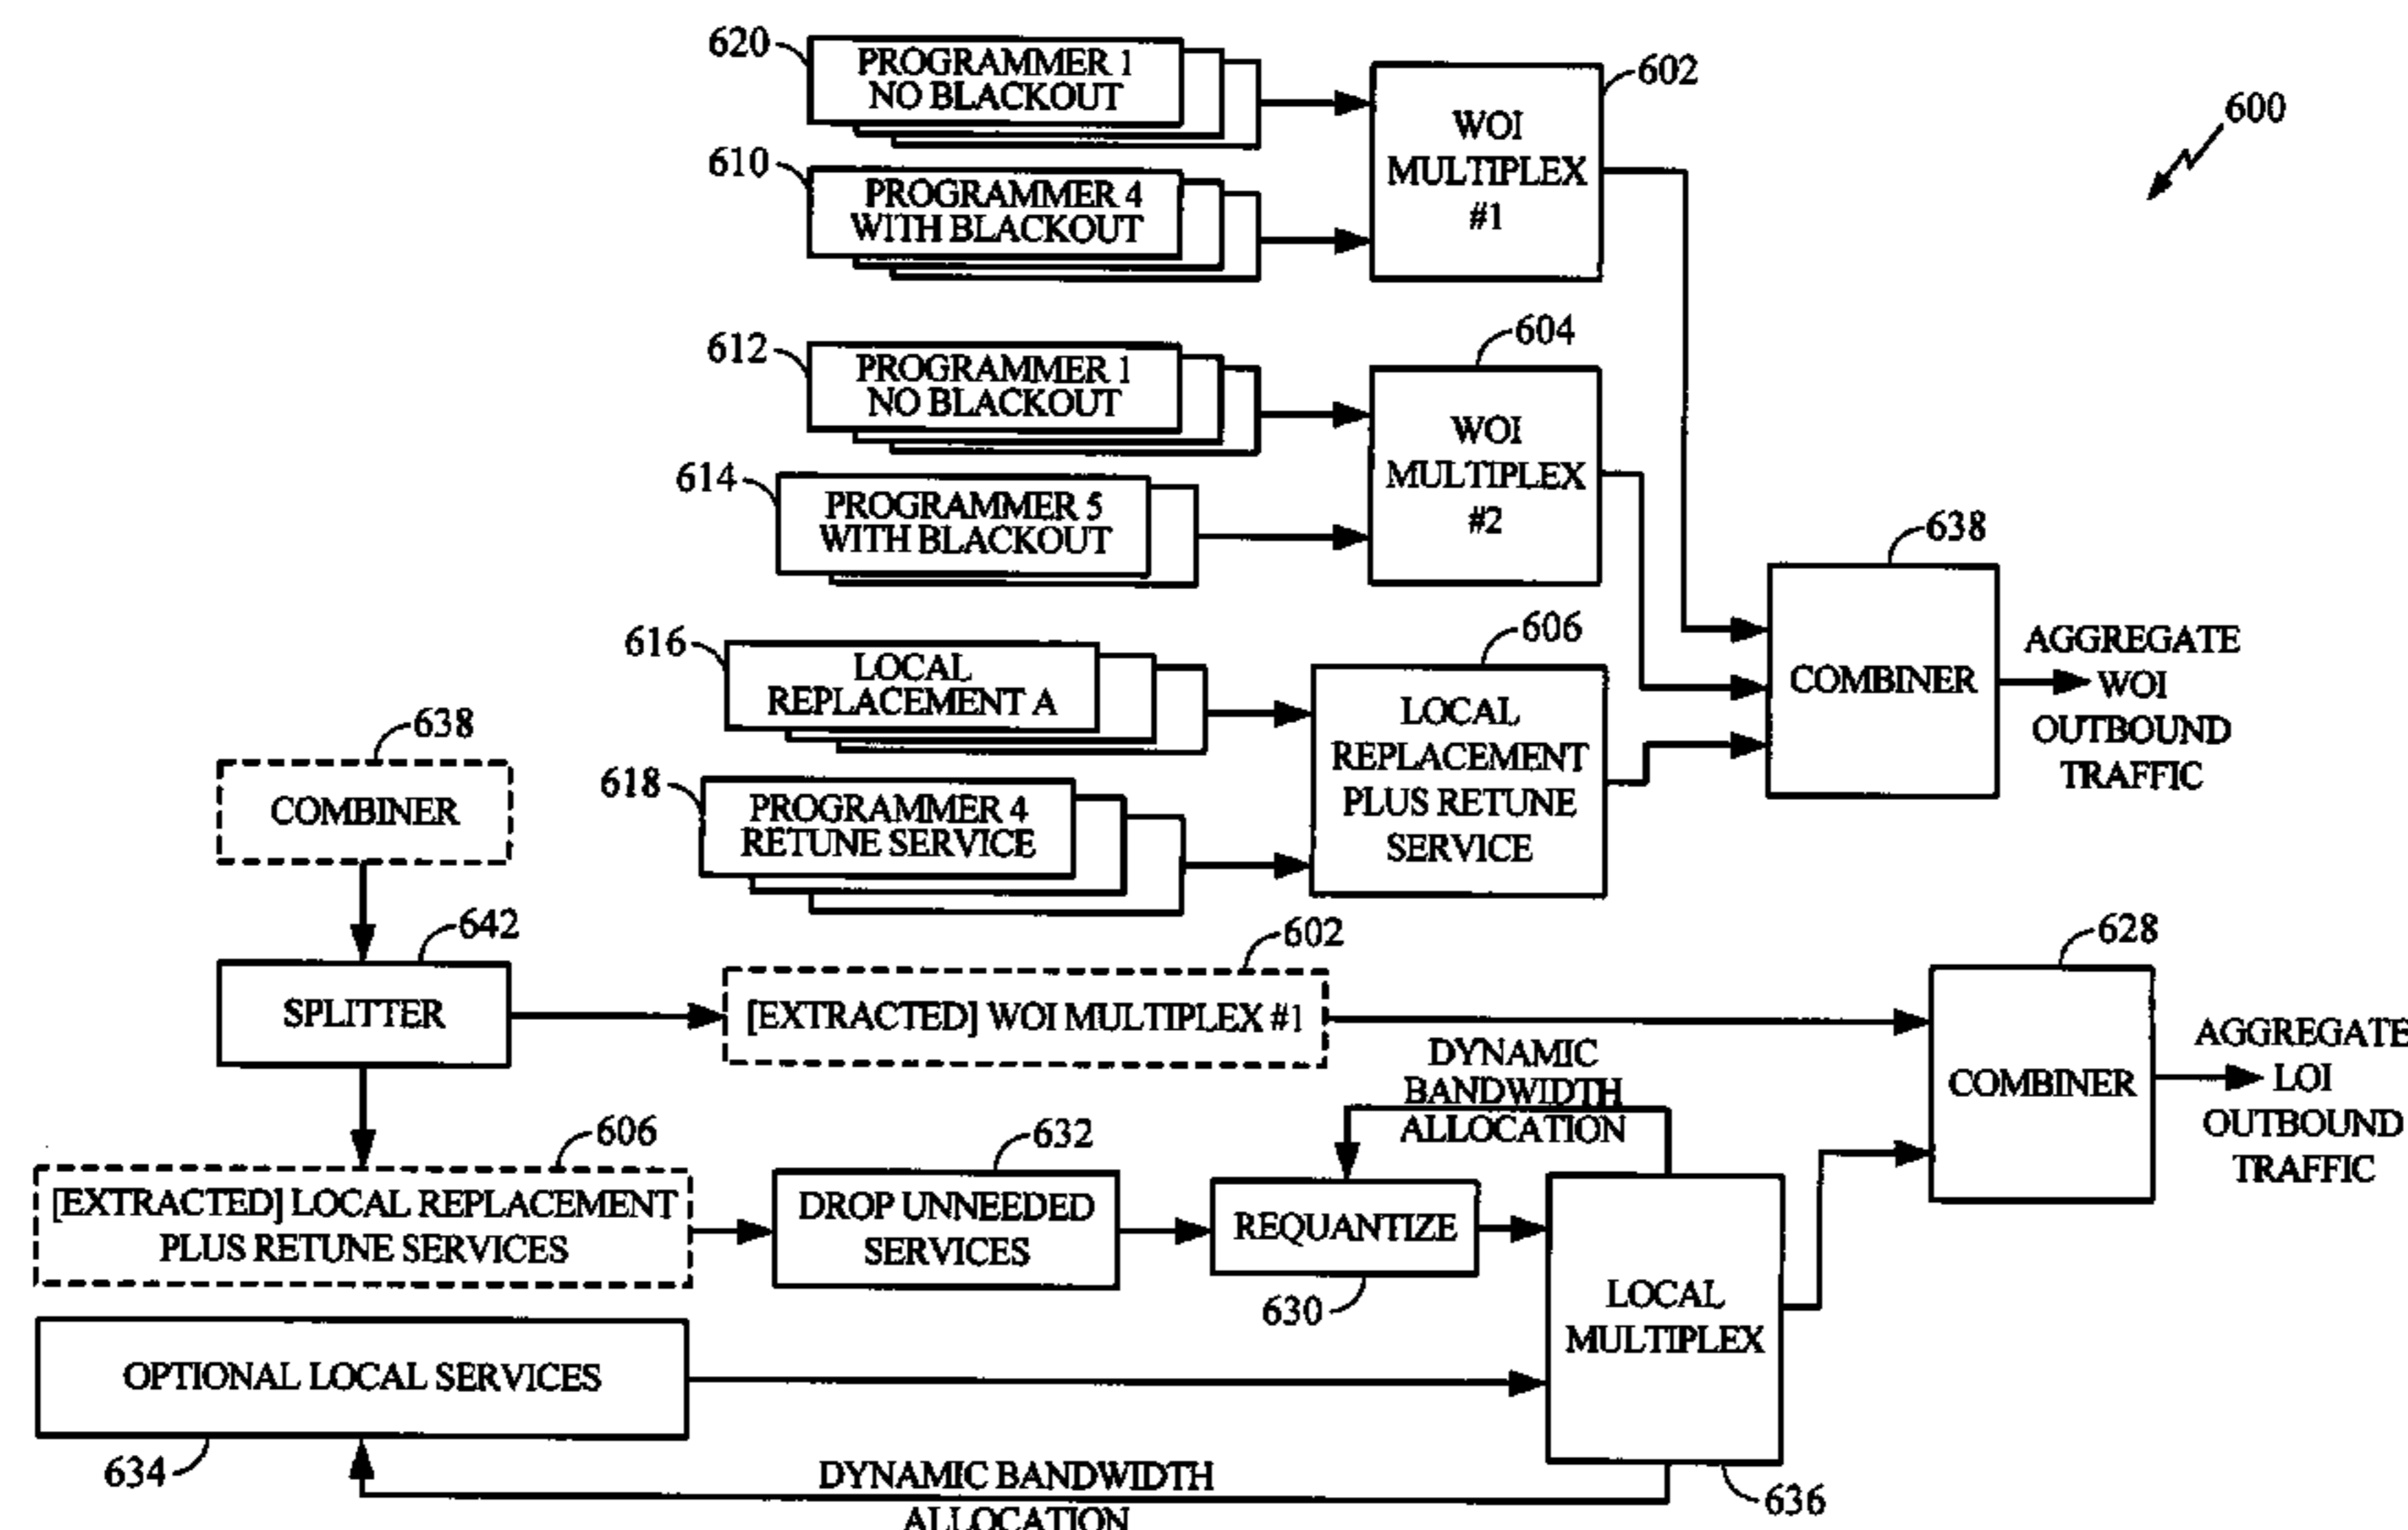 620
PROGRAMMER 1
NO BLACKOUT
602
WOI
MULTIPLEX
#1
600
610
PROGRAMMER 4
WITH BLACKOUT
612
PROGRAMMER 1
NO BLACKOUT
604
WOI
MULTIPLEX
#2
614
PROGRAMMER 5
WITH BLACKOUT
638
COMBINER
AGGREGATE
WOI
OUTBOUND
TRAFFIC
616
LOCAL
REPLACEMENT A
606
LOCAL
REPLACEMENT
PLUS RETUNE
SERVICE
618
PROGRAMMER 4
RETUNE SERVICE
638
COMBINER
642
SPLITTER
602
[EXTRACTED] WOI MULTIPLEX #1
628
COMBINER
AGGREGATE
LOI
OUTBOUND
TRAFFIC
606
[EXTRACTED] LOCAL REPLACEMENT
PLUS RETUNE SERVICES
632
DROP UNNEEDED
SERVICES
DYNAMIC
BANDWIDTH
ALLOCATION
REQUANTIZE
630
LOCAL
MULTIPLEX
636
OPTIONAL LOCAL SERVICES
634
DYNAMIC BANDWIDTH
ALLOCATION